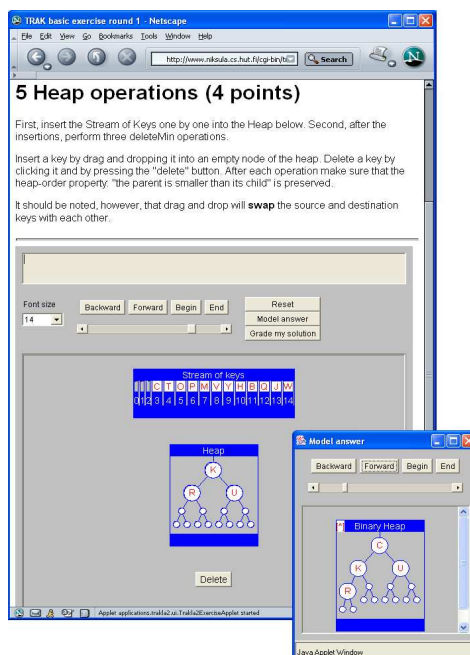 TRAK basic exercise round 1 - Netscape
File Edit View Go Bookmarks Tools Window Help
http://www.niksula.cs.hut.fi/cgi-bin/b
Search
N
5 Heap operations (4 points)
First, insert the Stream of Keys one by one into the Heap below. Second, after the
insertions, perform three deleteMin operations.
Insert a key by drag and dropping it into an empty node of the heap. Delete a key by
clicking it and by pressing the "delete" button. After each operation make sure that the
heap-order property: "the parent is smaller than its child" is preserved.
It should be noted, however, that drag and drop will swap the source and destination
keys with each other.
Font size
14
Backward Forward Begin End
Reset
Model answer
Grade my solution
Stream of keys
C T O P M V Y H B Q J W
0 1 2 3 4 5 6 7 8 9 10 11 12 13 14
Heap
K
R U
Delete
Applet applications.trakla2.ui.Trakla2ExerciseApplet started
Model answer
Backward Forward Begin End
Binary Heap
C
K U
R
Java Applet Window